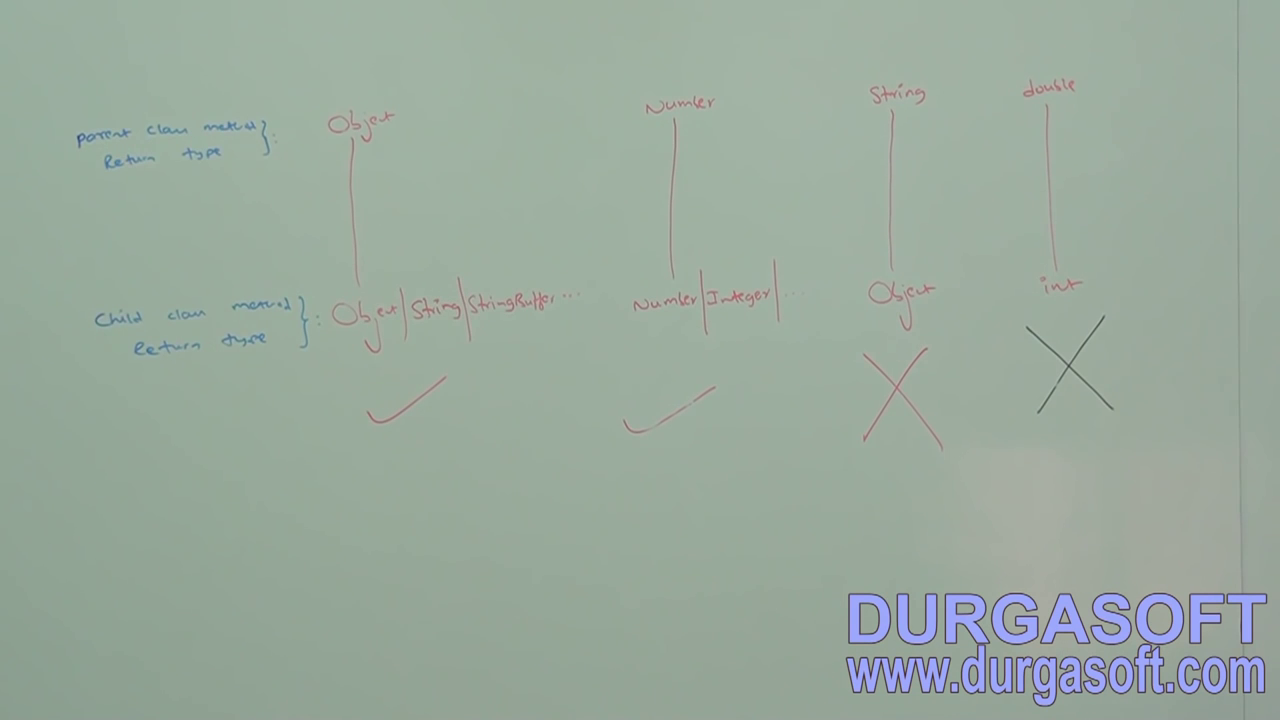 Parent class method } :
Return type
Object
Number
String
double
Child class method } :
Return type
Object | String | StringBuffer ...
Number | Integer | ...
Object
int
DURGASOFT
www.durgasoft.com